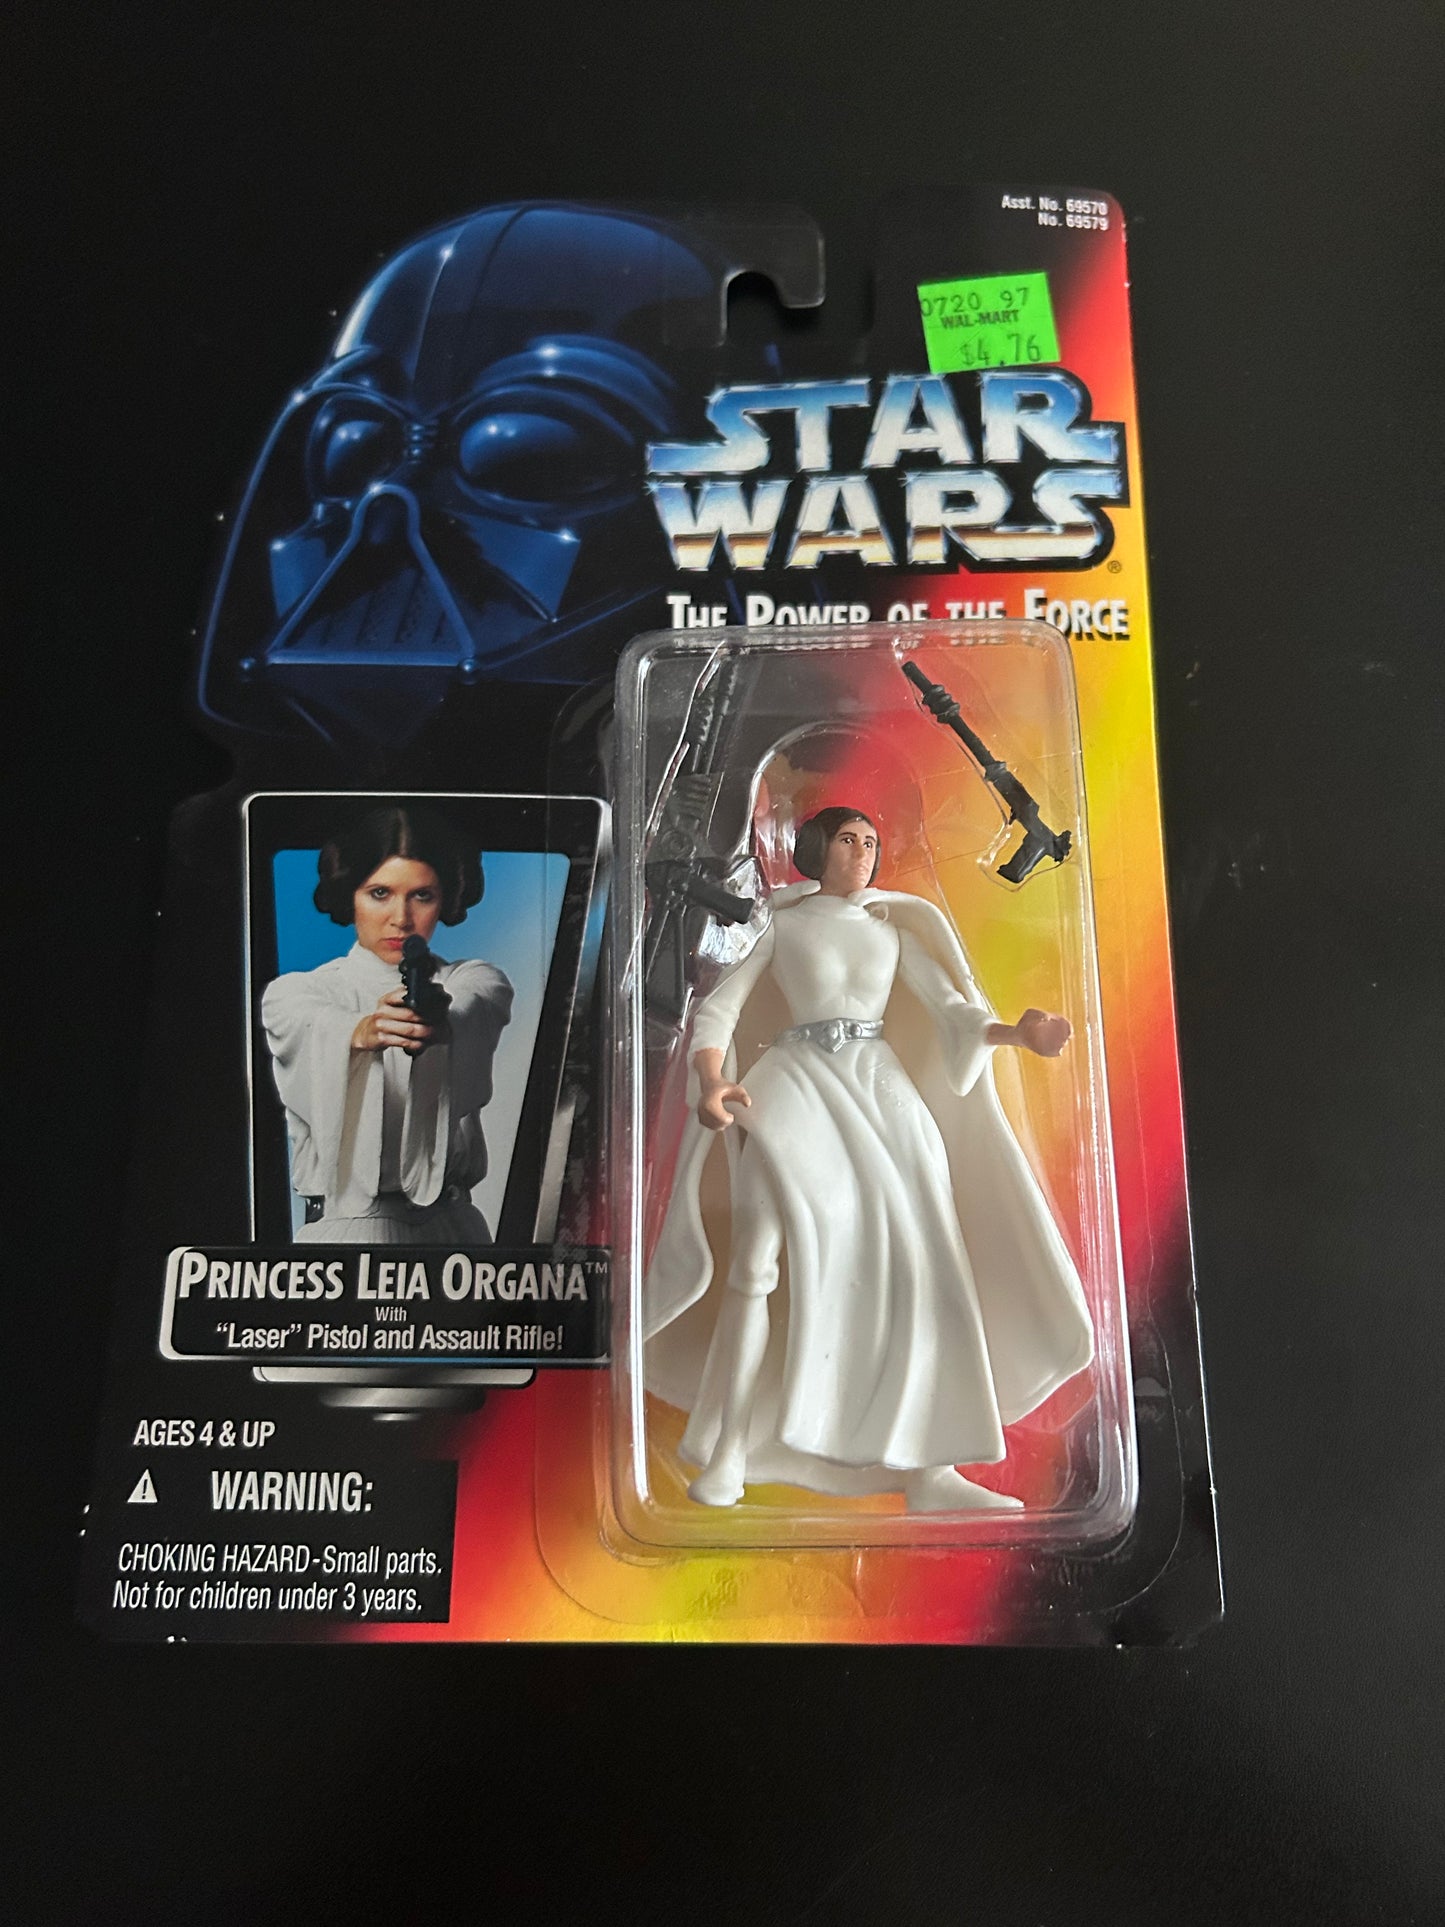 Asst. No. 69570
No. 69579
0720 97
WAL-MART
$4.76
STAR
WARS®
THE POWER OF THE FORCE
PRINCESS LEIA ORGANA™
With
“Laser” Pistol and Assault Rifle!
AGES 4 & UP
WARNING:
CHOKING HAZARD-Small parts.
Not for children under 3 years.